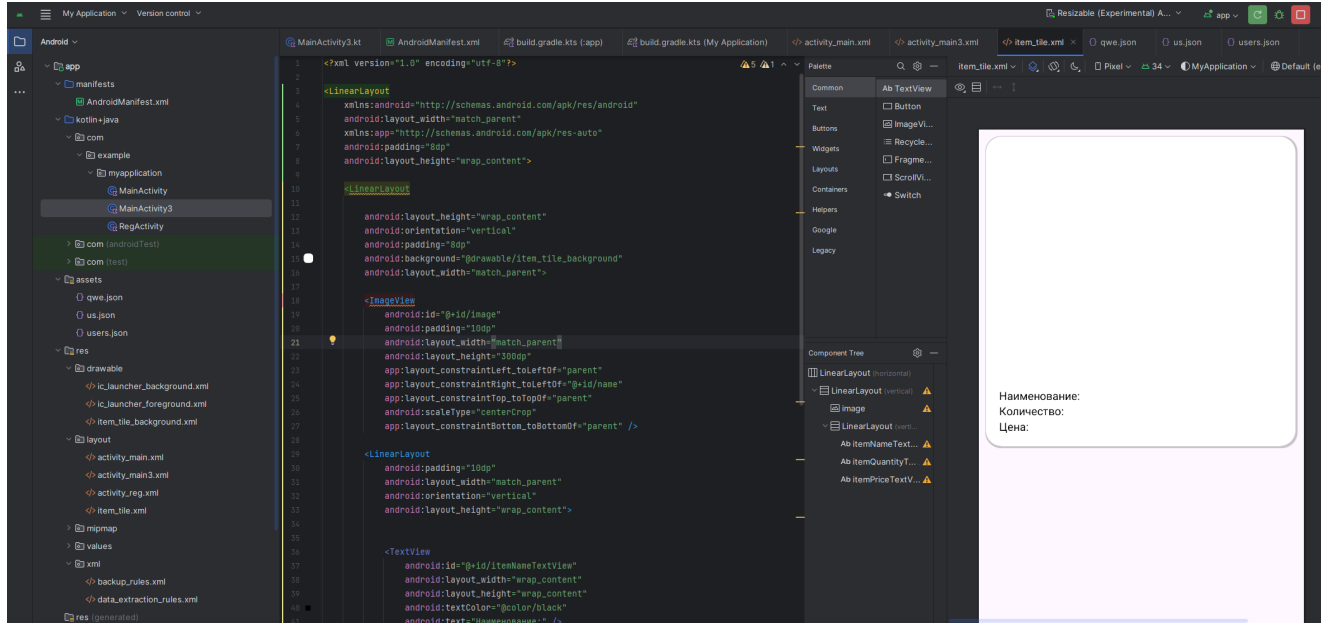 My Application
Version control
Resizable (Experimental) A...
app
Android
MainActivity3.kt
AndroidManifest.xml
build.gradle.kts (:app)
build.gradle.kts (My Application)
activity_main.xml
activity_main3.xml
item_tile.xml
qwe.json
us.json
users.json
app
manifests
AndroidManifest.xml
kotlin+java
com
example
myapplication
MainActivity
MainActivity3
RegActivity
com (androidTest)
com (test)
assets
qwe.json
us.json
users.json
res
drawable
ic_launcher_background.xml
ic_launcher_foreground.xml
item_tile_background.xml
layout
activity_main.xml
activity_main3.xml
activity_reg.xml
item_tile.xml
mipmap
values
xml
backup_rules.xml
data_extraction_rules.xml
res (generated)
5 1
1 <?xml version="1.0" encoding="utf-8"?>
2
3 <LinearLayout
4 xmlns:android="http://schemas.android.com/apk/res/android"
5 android:layout_width="match_parent"
6 xmlns:app="http://schemas.android.com/apk/res-auto"
7 android:padding="8dp"
8 android:layout_height="wrap_content">
9
10 <LinearLayout
11
12 android:layout_height="wrap_content"
13 android:orientation="vertical"
14 android:padding="8dp"
15 android:background="@drawable/item_tile_background"
16 android:layout_width="match_parent">
17
18 <ImageView
19 android:id="@+id/image"
20 android:padding="10dp"
21 android:layout_width="match_parent"
22 android:layout_height="300dp"
23 app:layout_constraintLeft_toLeftOf="parent"
24 app:layout_constraintRight_toLeftOf="@+id/name"
25 app:layout_constraintTop_toTopOf="parent"
26 android:scaleType="centerCrop"
27 app:layout_constraintBottom_toBottomOf="parent" />
28
29 <LinearLayout
30 android:padding="10dp"
31 android:layout_width="match_parent"
32 android:orientation="vertical"
33 android:layout_height="wrap_content">
34
35
36 <TextView
37 android:id="@+id/itemNameTextView"
38 android:layout_width="wrap_content"
39 android:layout_height="wrap_content"
40 android:textColor="@color/black"
41 android:text="Наименование:" />
Palette
Common
Text
Buttons
Widgets
Layouts
Containers
Helpers
Google
Legacy
Ab TextView
Button
ImageVi...
Recycle...
Fragme...
ScrollVi...
Switch
Component Tree
LinearLayout (horizontal)
LinearLayout (vertical)
image
LinearLayout (verti...
Ab itemNameText...
Ab itemQuantityT...
Ab itemPriceTextV...
item_tile.xml
Pixel
34
MyApplication
Default (e
Наименование:
Количество:
Цена: